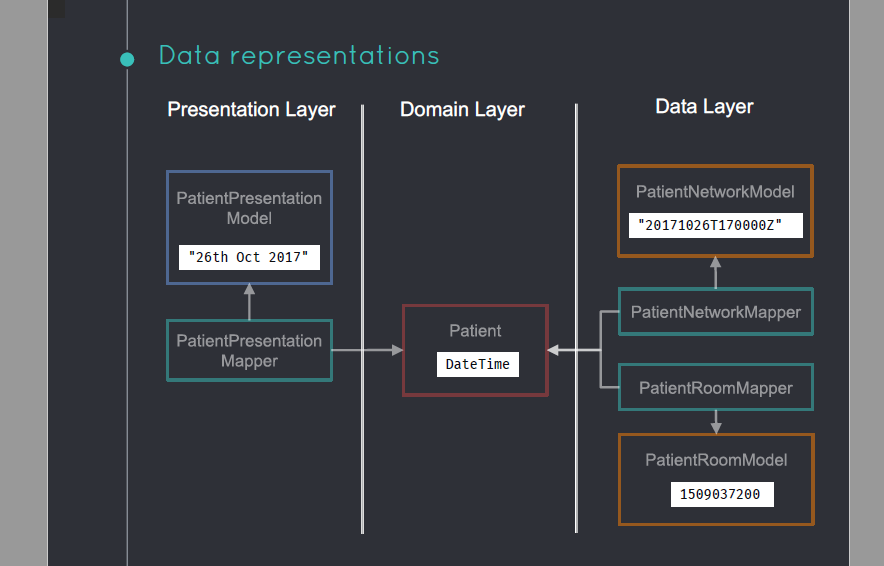 Data representations
Presentation Layer
Domain Layer
Data Layer
PatientPresentation
Model
"26th Oct 2017"
PatientPresentation
Mapper
Patient
DateTime
PatientNetworkModel
"20171026T170000Z"
PatientNetworkMapper
PatientRoomMapper
PatientRoomModel
1509037200